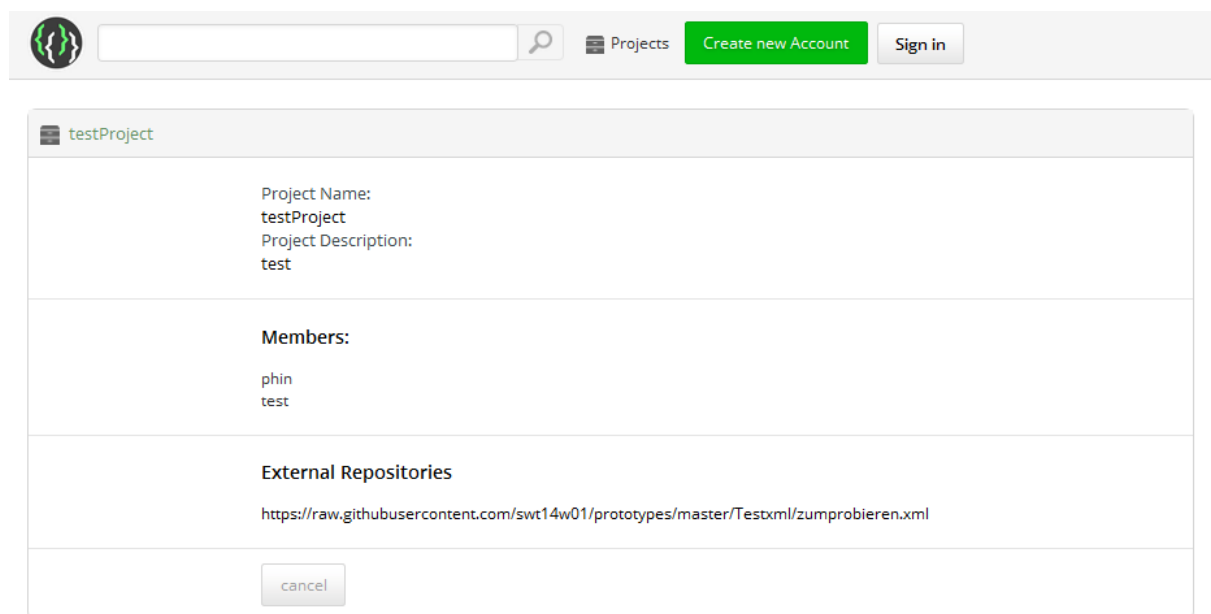 Projects
Create new Account
Sign in
testProject
Project Name:
testProject
Project Description:
test
Members:
phin
test
External Repositories
https://raw.githubusercontent.com/swt14w01/prototypes/master/Testxml/zumprobieren.xml
cancel